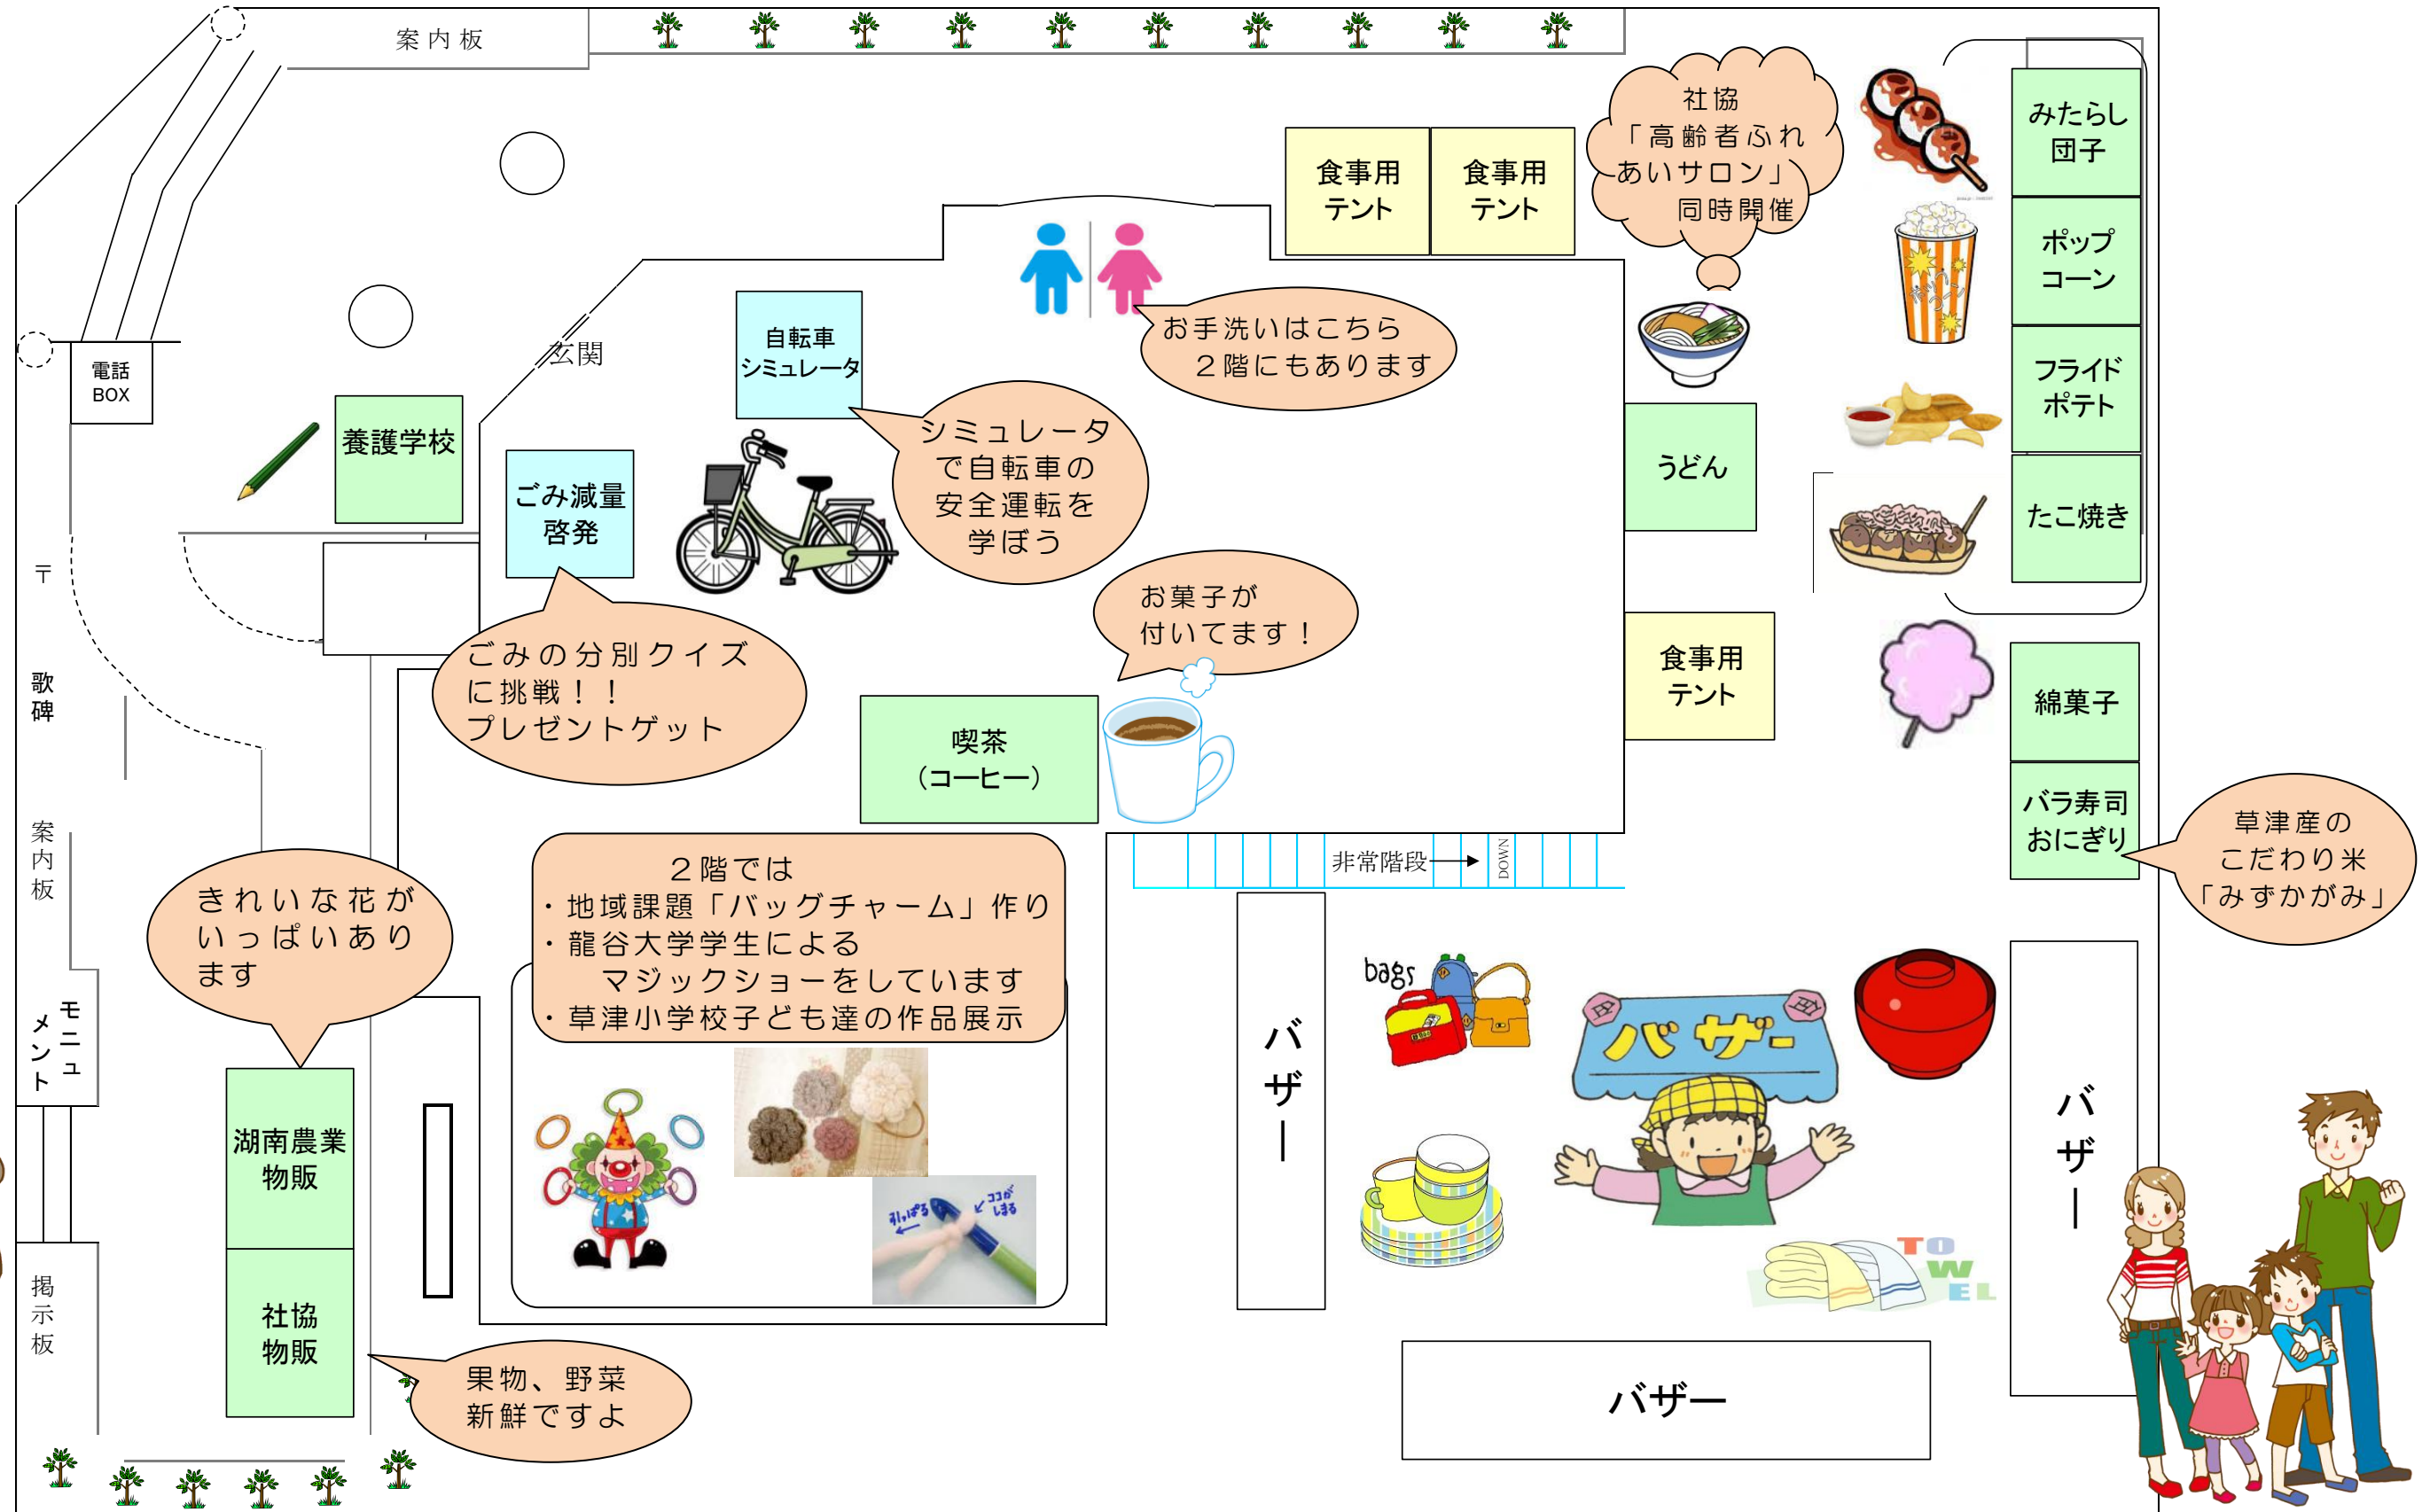 案内板
社協
「高齢者ふれ
あいサロン」
同時開催
みたらし
団子
食事用
テント
食事用
テント
ポップ
コーン
お手洗いはこちら
２階にもあります
自転車
シミュレータ
玄関
電話
BOX
フライド
ポテト
養護学校
シミュレータ
で自転車の
安全運転を
学ぼう
うどん
ごみ減量
啓発
たこ焼き
〒
お菓子が
付いてます！
ごみの分別クイズ
に挑戦！！
プレゼントゲット
食事用
テント
歌碑
綿菓子
喫茶
（コーヒー）
バラ寿司
おにぎり
草津産の
こだわり米
「みずかがみ」
案内板
非常階段
DOWN
２階では
・地域課題「バッグチャーム」作り
・龍谷大学学生による
マジックショーをしています
・草津小学校子ども達の作品展示
きれいな花が
いっぱいあり
ます
bags
バザー
モニュ
メント
バザー
バザー
湖南農業
物販
引っぱる
ココが
しまる
TOWEL
社協
物販
掲示板
果物、野菜
新鮮ですよ
バザー